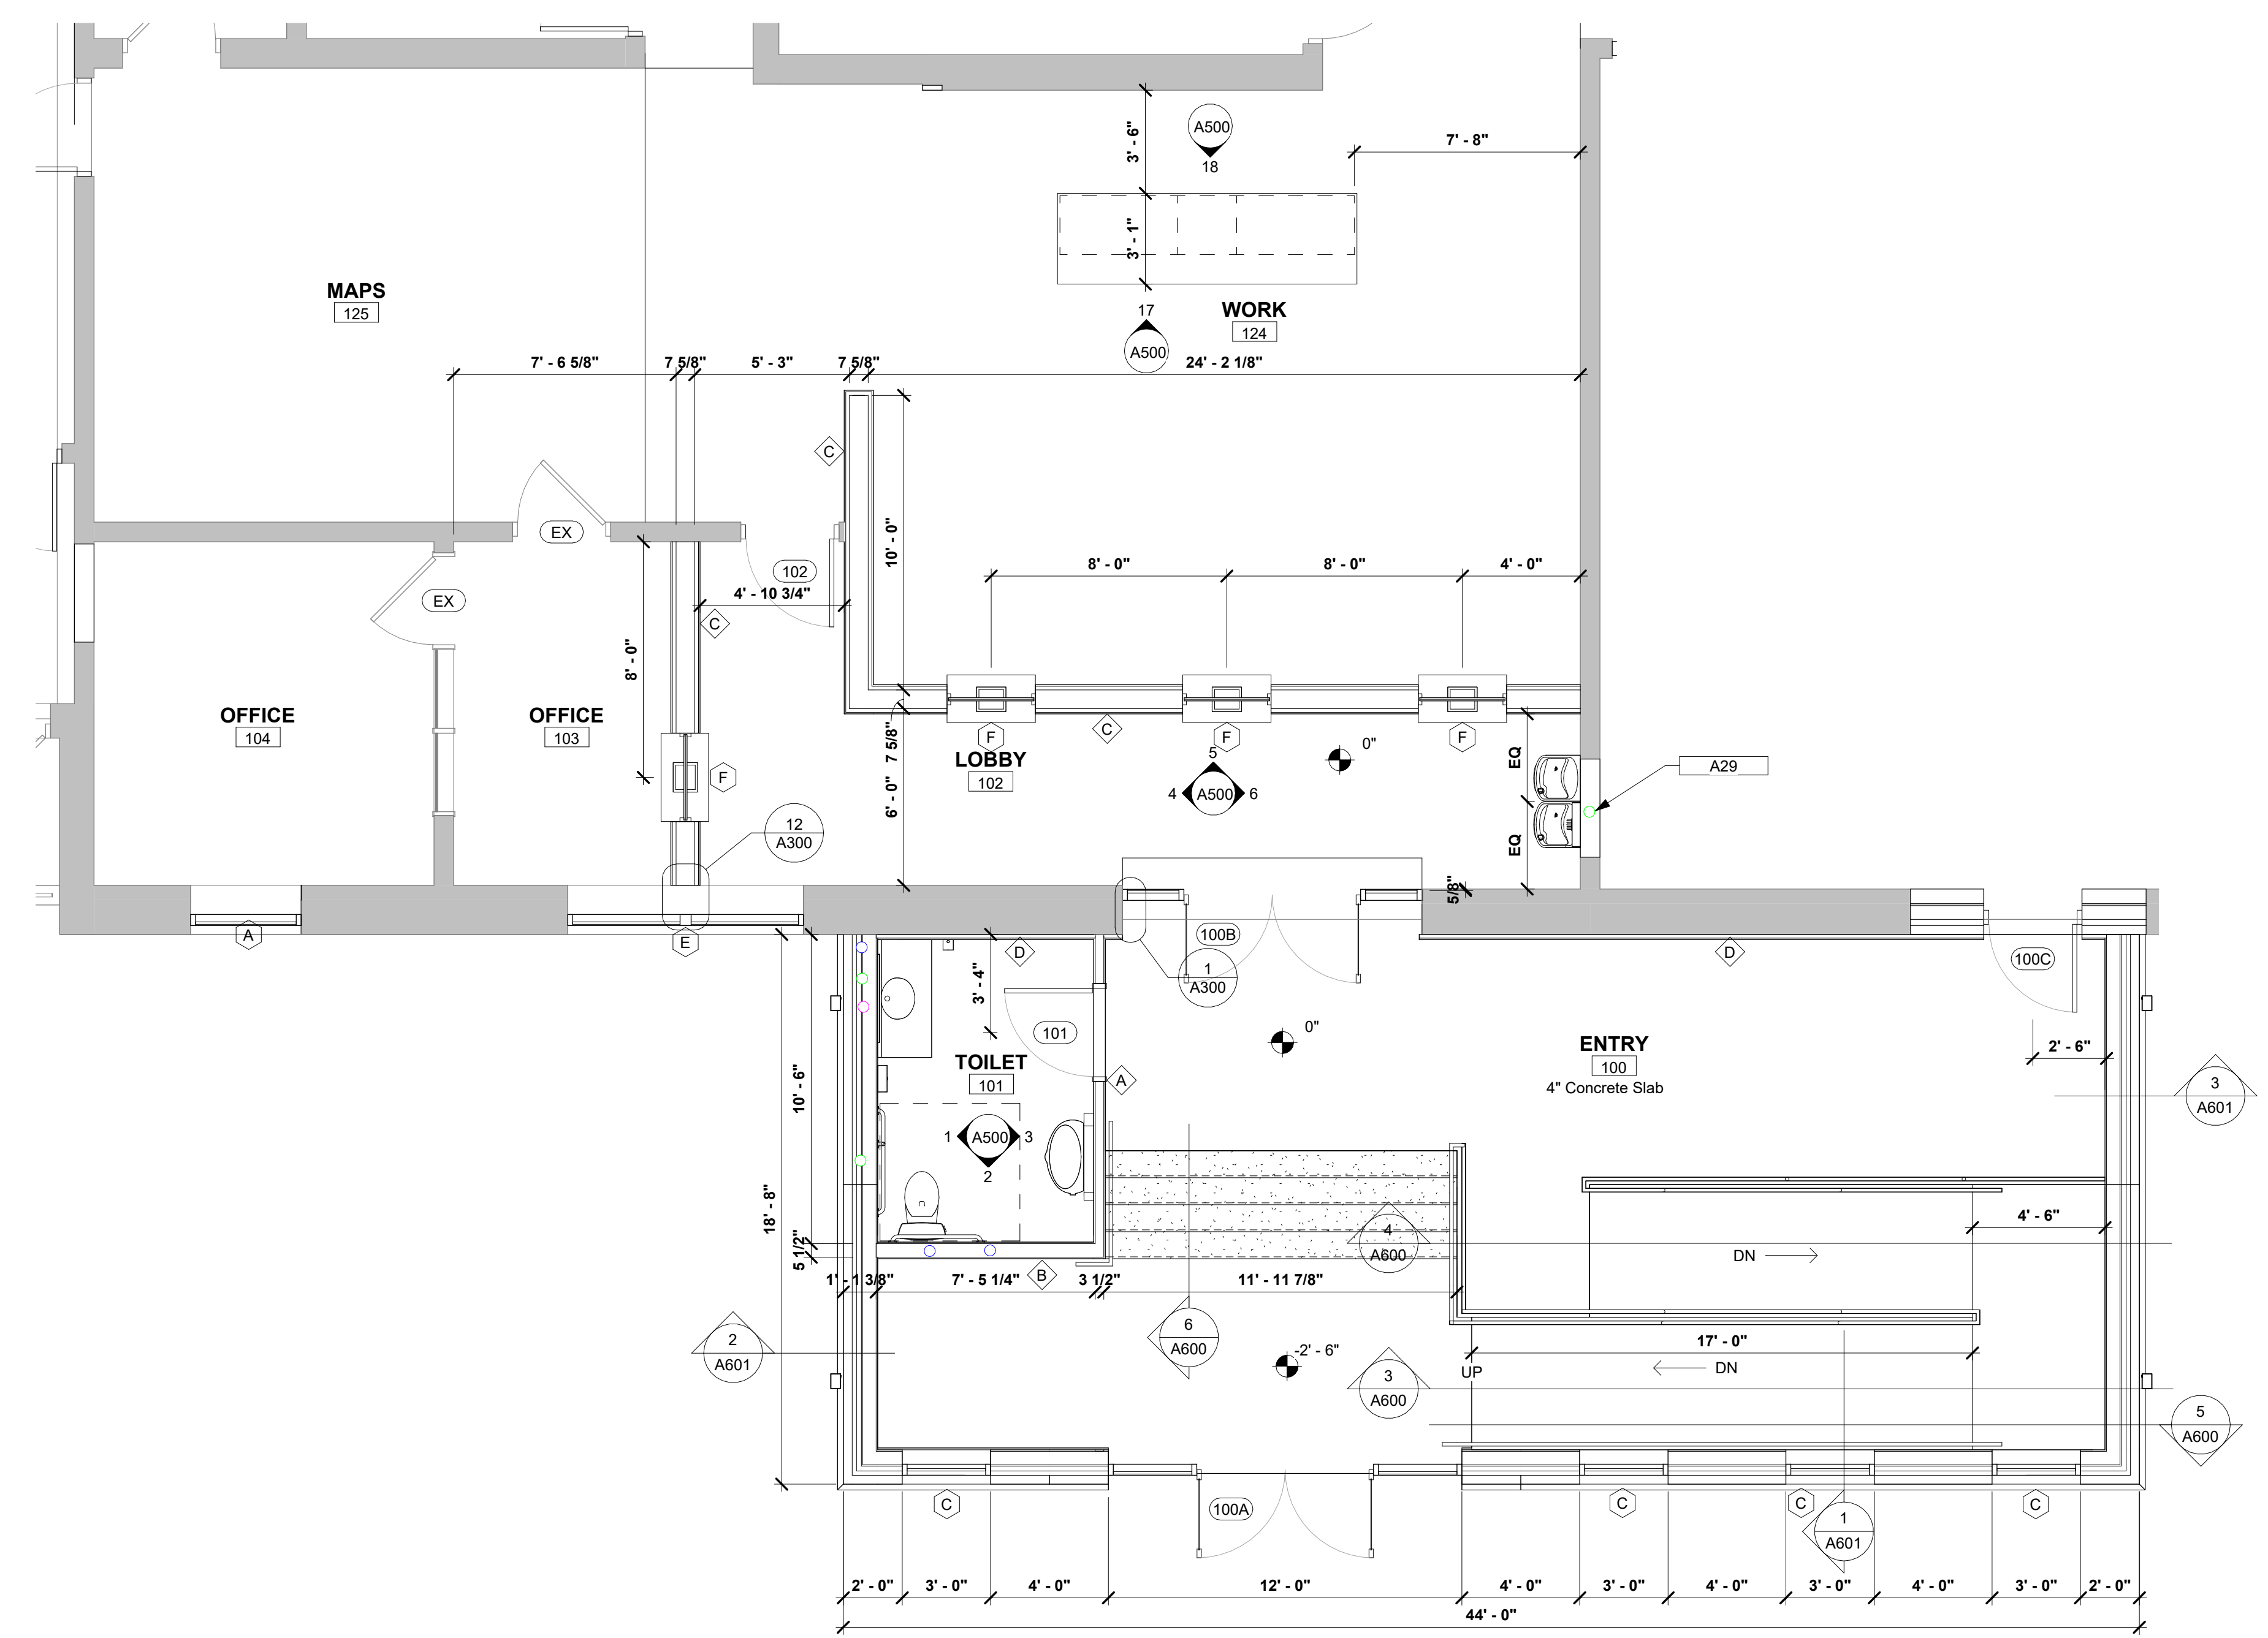 A500
18
3' - 6"
7' - 8"
3' - 1"
MAPS
125
17
A500
WORK
124
7' - 6 5/8"
7 5/8"
5' - 3"
7 5/8"
24' - 2 1/8"
C
10' - 0"
EX
102
EX
4' - 10 3/4"
C
8' - 0"
8' - 0"
4' - 0"
8' - 0"
OFFICE
104
OFFICE
103
F
7 5/8"
6' - 0"
F
C
F
F
LOBBY
102
5
4
A500
6
0"
EQ
EQ
A29
12
A300
5/8"
A
E
D
100B
D
100C
1
A300
3' - 4"
101
0"
TOILET
101
A
ENTRY
100
4" Concrete Slab
2' - 6"
3
A601
10' - 6"
1
A500
3
2
18' - 8"
5 1/2"
4
A600
DN
4' - 6"
1' - 1 3/8"
7' - 5 1/4"
B
3 1/2"
11' - 11 7/8"
2
A601
6
A600
-2' - 6"
17' - 0"
UP
DN
3
A600
5
A600
C
100A
C
C
C
1
A601
2' - 0"
3' - 0"
4' - 0"
12' - 0"
4' - 0"
3' - 0"
4' - 0"
3' - 0"
4' - 0"
3' - 0"
2' - 0"
44' - 0"